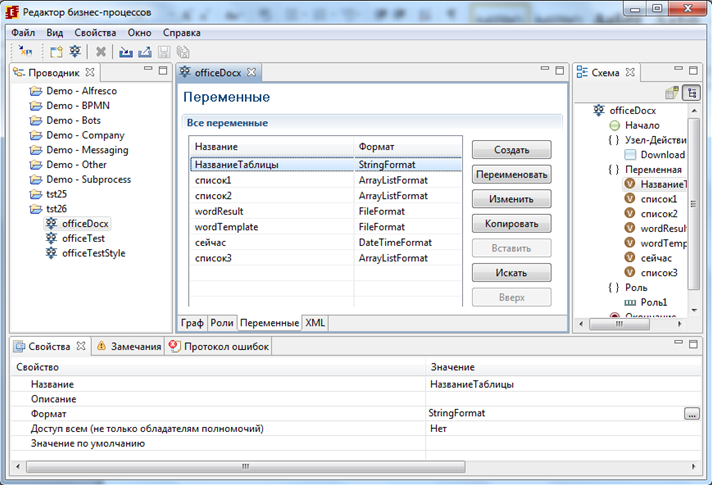 Редактор бизнес-процессов
Файл Вид Свойства Окно Справка
Проводник
Demo - Alfresco
Demo - BPMN
Demo - Bots
Demo - Company
Demo - Messaging
Demo - Other
Demo - Subprocess
tst25
tst26
officeDocx
officeTest
officeTestStyle
officeDocx
Переменные
Все переменные
Название Формат
НазваниеТаблицы StringFormat
список1 ArrayListFormat
список2 ArrayListFormat
wordResult FileFormat
wordTemplate FileFormat
сейчас DateTimeFormat
список3 ArrayListFormat
Создать
Переименовать
Изменить
Копировать
Вставить
Искать
Вверх
Граф Роли Переменные XML
Схема
officeDocx
Начало
Узел-Действи
Download
Переменная
НазваниеТ
список1
список2
wordResul
wordTemp
сейчас
список3
Роль
Роль1
Окончание
Свойства Замечания Протокол ошибок
Свойство Значение
Название НазваниеТаблицы
Описание
Формат StringFormat ...
Доступ всем (не только обладателям полномочий) Нет
Значение по умолчанию